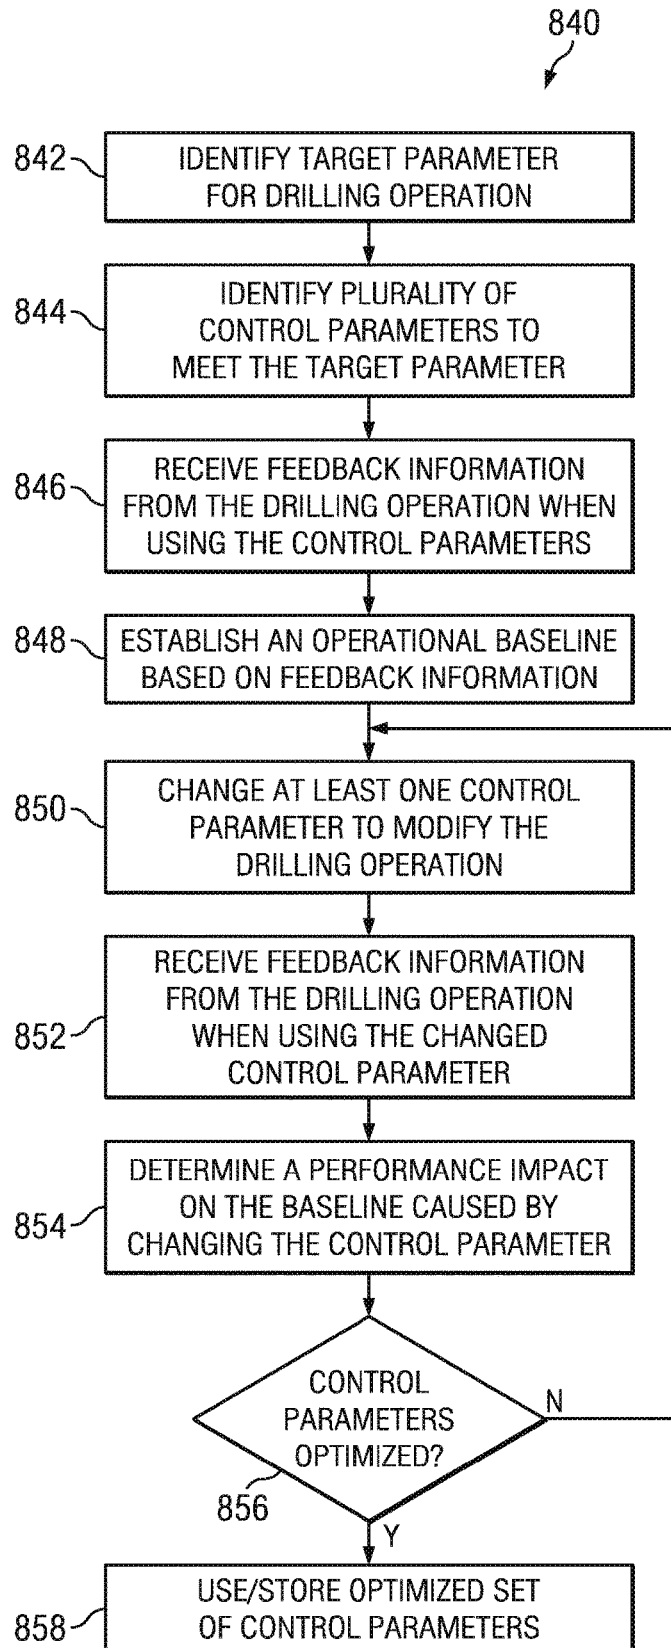 840
842
IDENTIFY TARGET PARAMETER
FOR DRILLING OPERATION
844
IDENTIFY PLURALITY OF
CONTROL PARAMETERS TO
MEET THE TARGET PARAMETER
846
RECEIVE FEEDBACK INFORMATION
FROM THE DRILLING OPERATION WHEN
USING THE CONTROL PARAMETERS
848
ESTABLISH AN OPERATIONAL BASELINE
BASED ON FEEDBACK INFORMATION
850
CHANGE AT LEAST ONE CONTROL
PARAMETER TO MODIFY THE
DRILLING OPERATION
852
RECEIVE FEEDBACK INFORMATION
FROM THE DRILLING OPERATION
WHEN USING THE CHANGED
CONTROL PARAMETER
854
DETERMINE A PERFORMANCE IMPACT
ON THE BASELINE CAUSED BY
CHANGING THE CONTROL PARAMETER
CONTROL
PARAMETERS
OPTIMIZED?
N
856
Y
858
USE/STORE OPTIMIZED SET
OF CONTROL PARAMETERS